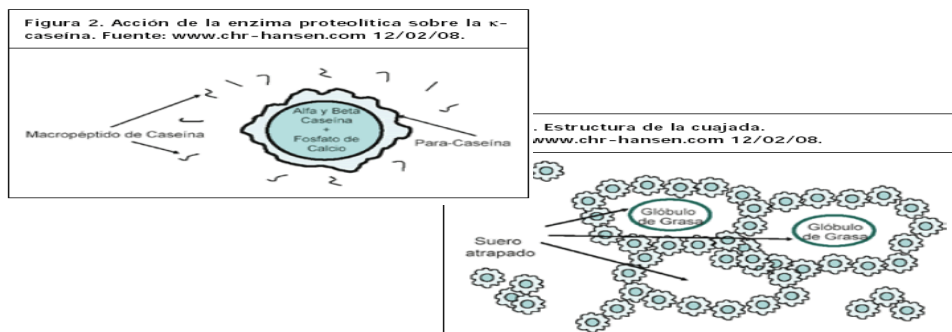 Figura 2. Acción de la enzima proteolítica sobre la κ-
caseína. Fuente: www.chr-hansen.com 12/02/08.
Macropéptido de Caseína
Alfa y Beta
Caseína
+
Fosfato de
Calcio
Para-Caseína
. Estructura de la cuajada.
www.chr-hansen.com 12/02/08.
Glóbulo
de Grasa
Glóbulo
de Grasa
Suero
atrapado